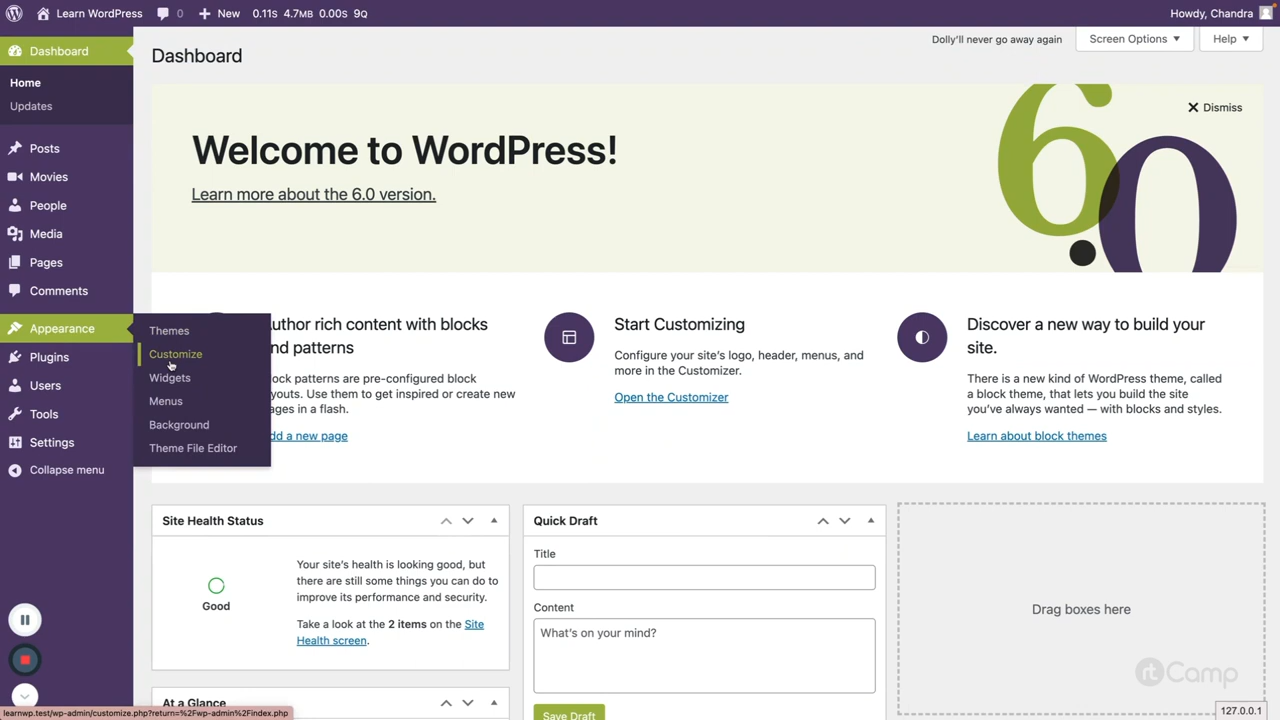 Learn WordPress 0 New 0.11s 4.7MB 0.00s 9Q
Howdy, Chandra
Dashboard
Home
Updates
Posts
Movies
People
Media
Pages
Comments
Appearance
Plugins
Users
Tools
Settings
Collapse menu
Themes
Customize
Widgets
Menus
Background
Theme File Editor
Dashboard
Dolly'll never go away again
Screen Options
Help
Welcome to WordPress!
Learn more about the 6.0 version.
6.0
Dismiss
uthor rich content with blocks
nd patterns
ock patterns are pre-configured block
youts. Use them to get inspired or create new
ages in a flash.
dd a new page
Start Customizing
Configure your site's logo, header, menus, and
more in the Customizer.
Open the Customizer
Discover a new way to build your
site.
There is a new kind of WordPress theme, called
a block theme, that lets you build the site
you've always wanted — with blocks and styles.
Learn about block themes
Site Health Status
Good
Your site's health is looking good, but
there are still some things you can do to
improve its performance and security.
Take a look at the 2 items on the Site
Health screen.
At a Glance
Quick Draft
Title
Content
What's on your mind?
Save Draft
Drag boxes here
rtCamp
learnwp.test/wp-admin/customize.php?return=%2Fwp-admin%2Findex.php
127.0.0.1